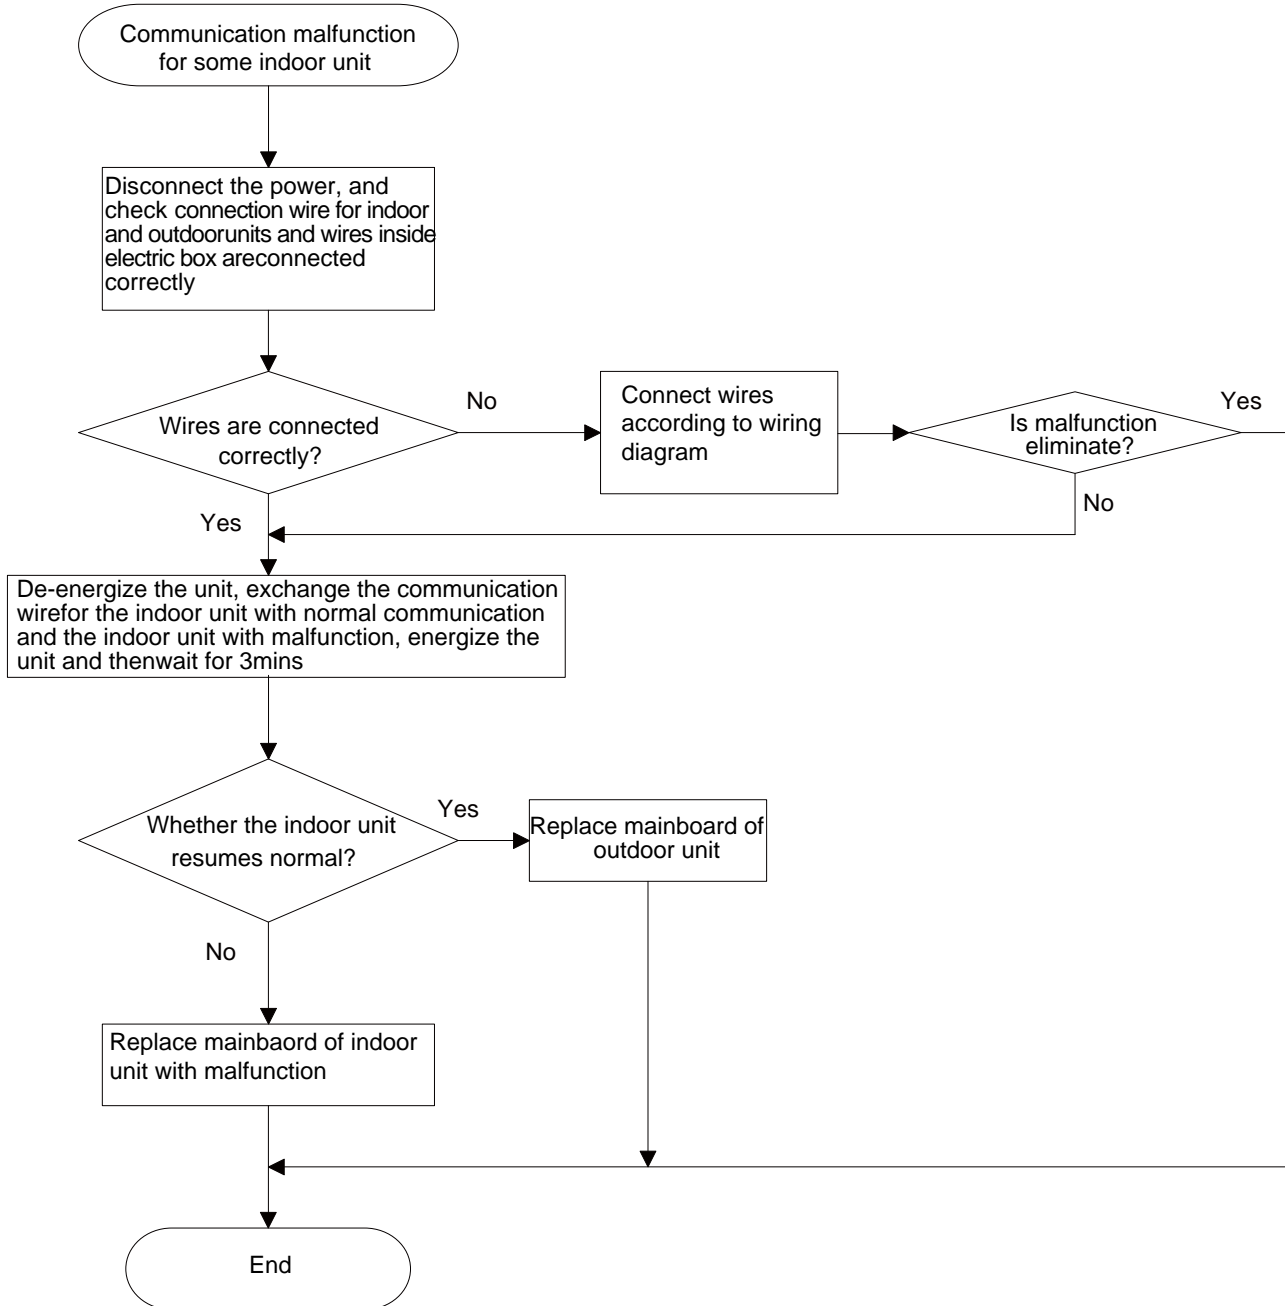 Communication malfunction
for some indoor unit
Disconnect the power, and
check connection wire for indoor
and outdoorunits and wires inside
electric box areconnected
correctly
Wires are connected
correctly?
No
Connect wires
according to wiring
diagram
Is malfunction
eliminate?
Yes
No
Yes
De-energize the unit, exchange the communication
wirefor the indoor unit with normal communication
and the indoor unit with malfunction, energize the
unit and thenwait for 3mins
Whether the indoor unit
resumes normal?
Yes
Replace mainboard of
outdoor unit
No
Replace mainbaord of indoor
unit with malfunction
End